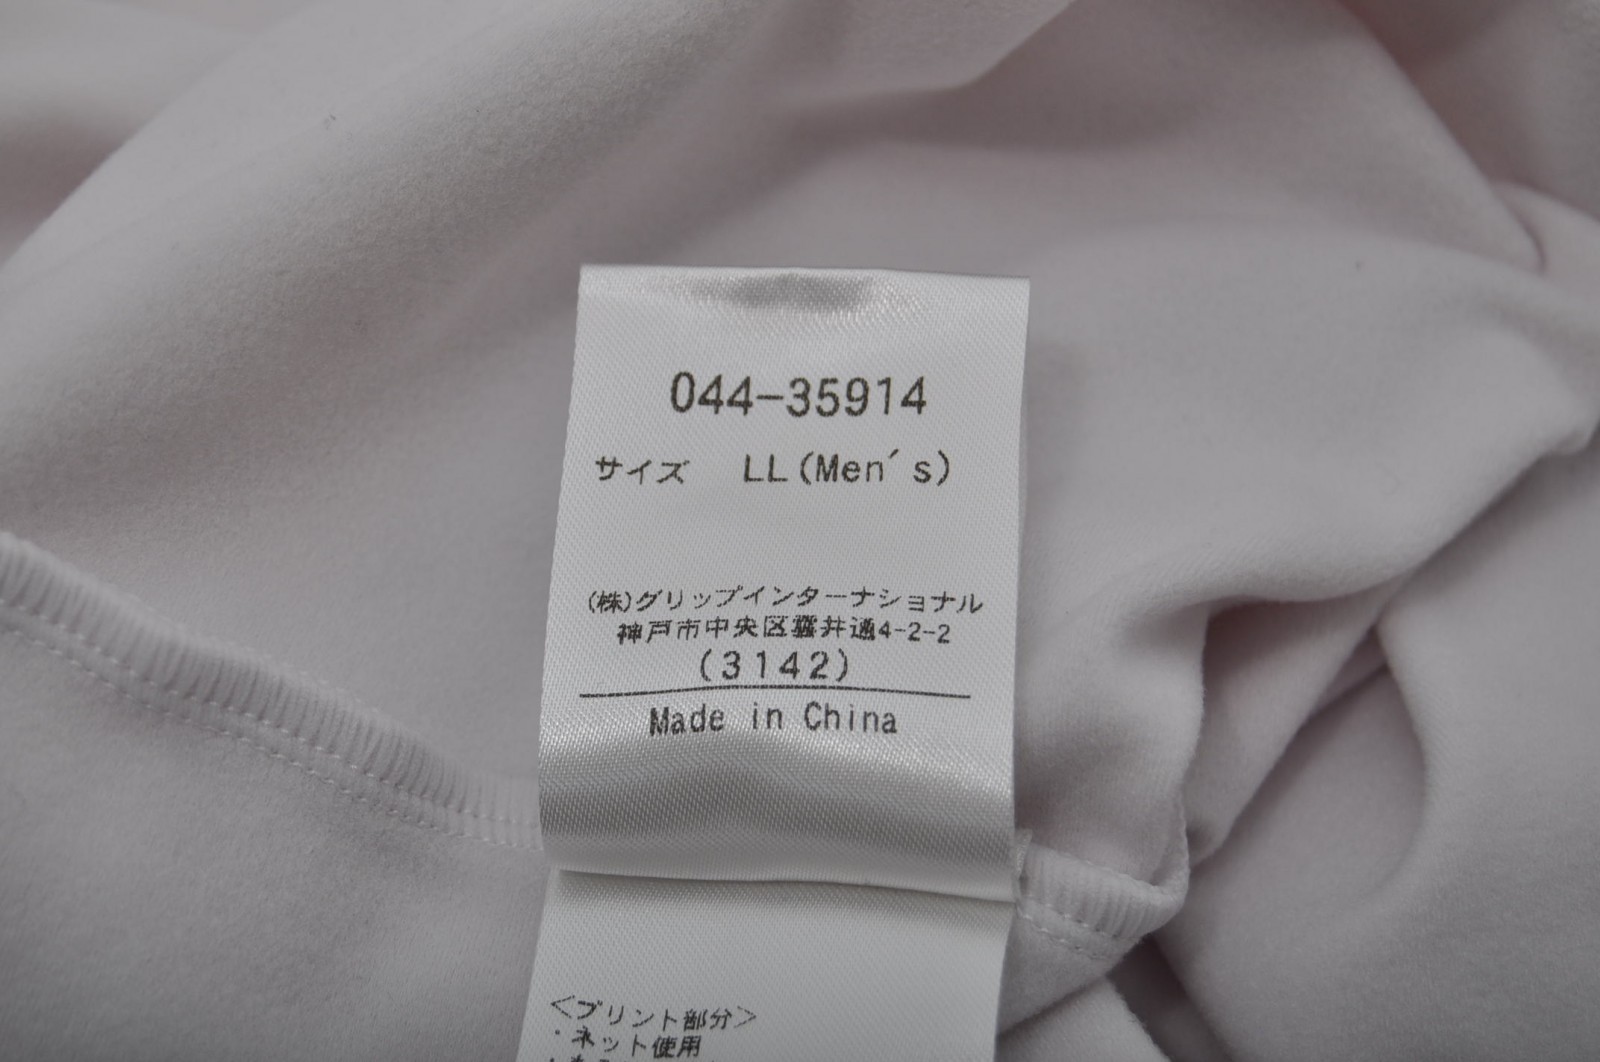 044-35914
サイズ LL(Men's)
(株)グリップインターナショナル
神戸市中央区雲井通4-2-2
(3142)
Made in China
<プリント部分>
・ネット使用